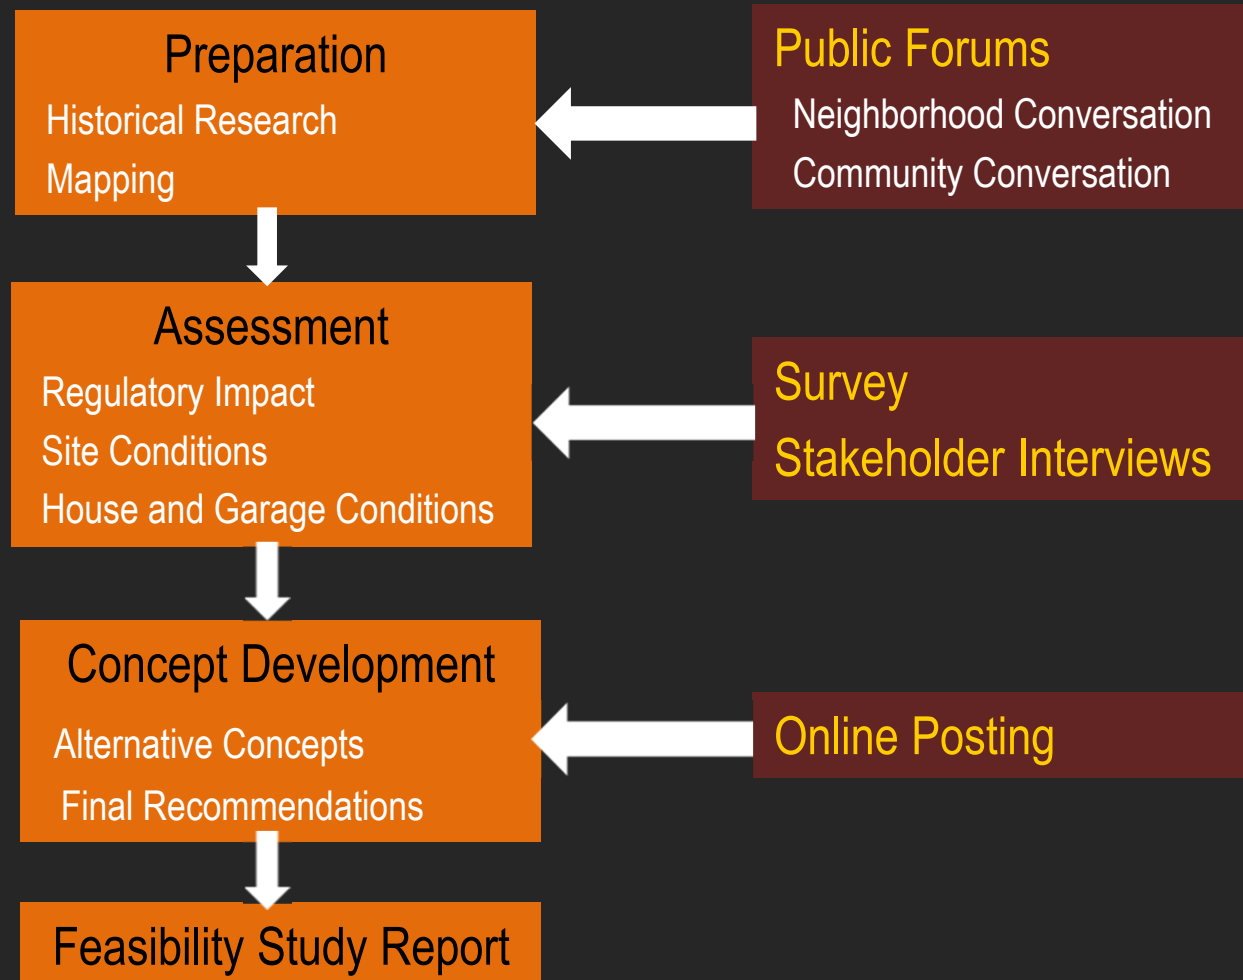 Preparation
Historical Research
Mapping
Public Forums
Neighborhood Conversation
Community Conversation
Assessment
Regulatory Impact
Site Conditions
House and Garage Conditions
Survey
Stakeholder Interviews
Concept Development
Alternative Concepts
Final Recommendations
Online Posting
Feasibility Study Report